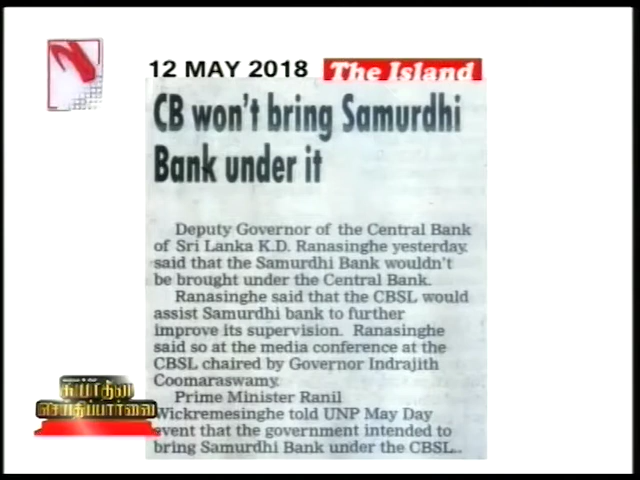 12 MAY 2018 The Island
CB won't bring Samurdhi
Bank under it
Deputy Governor of the Central Bank
of Sri Lanka K.D. Ranasinghe yesterday
said that the Samurdhi Bank wouldn't
be brought under the Central Bank.
Ranasinghe said that the CBSL would
assist Samurdhi bank to further
improve its supervision. Ranasinghe
said so at the media conference at the
CBSL chaired by Governor Indrajith
Coomaraswamy.
Prime Minister Ranil
Wickremesinghe told UNP May Day
event that the government intended to
bring Samurdhi Bank under the CBSL..
செய்திப்பார்வை